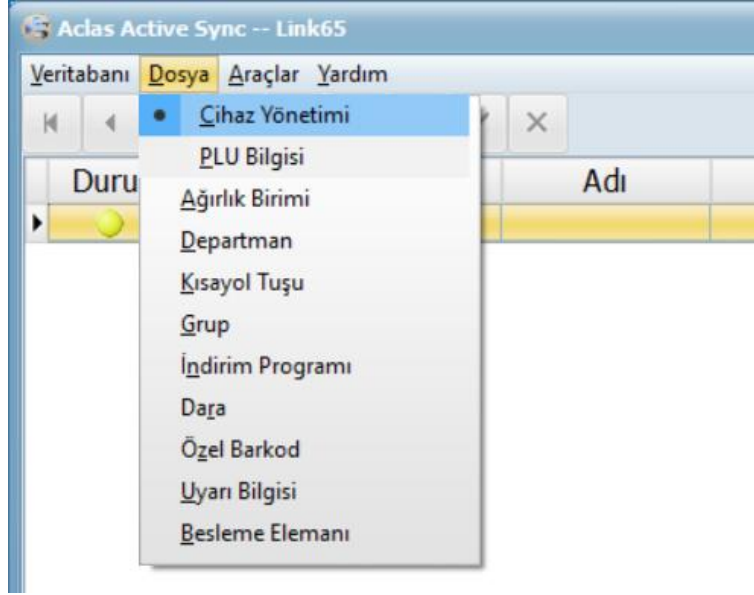 Aclas Active Sync -- Link65
Veritabanı Dosya Araçlar Yardım
Cihaz Yönetimi
PLU Bilgisi
Duru Adı
Ağırlık Birimi
Departman
Kısayol Tuşu
Grup
İndirim Programı
Dara
Özel Barkod
Uyarı Bilgisi
Besleme Elemanı